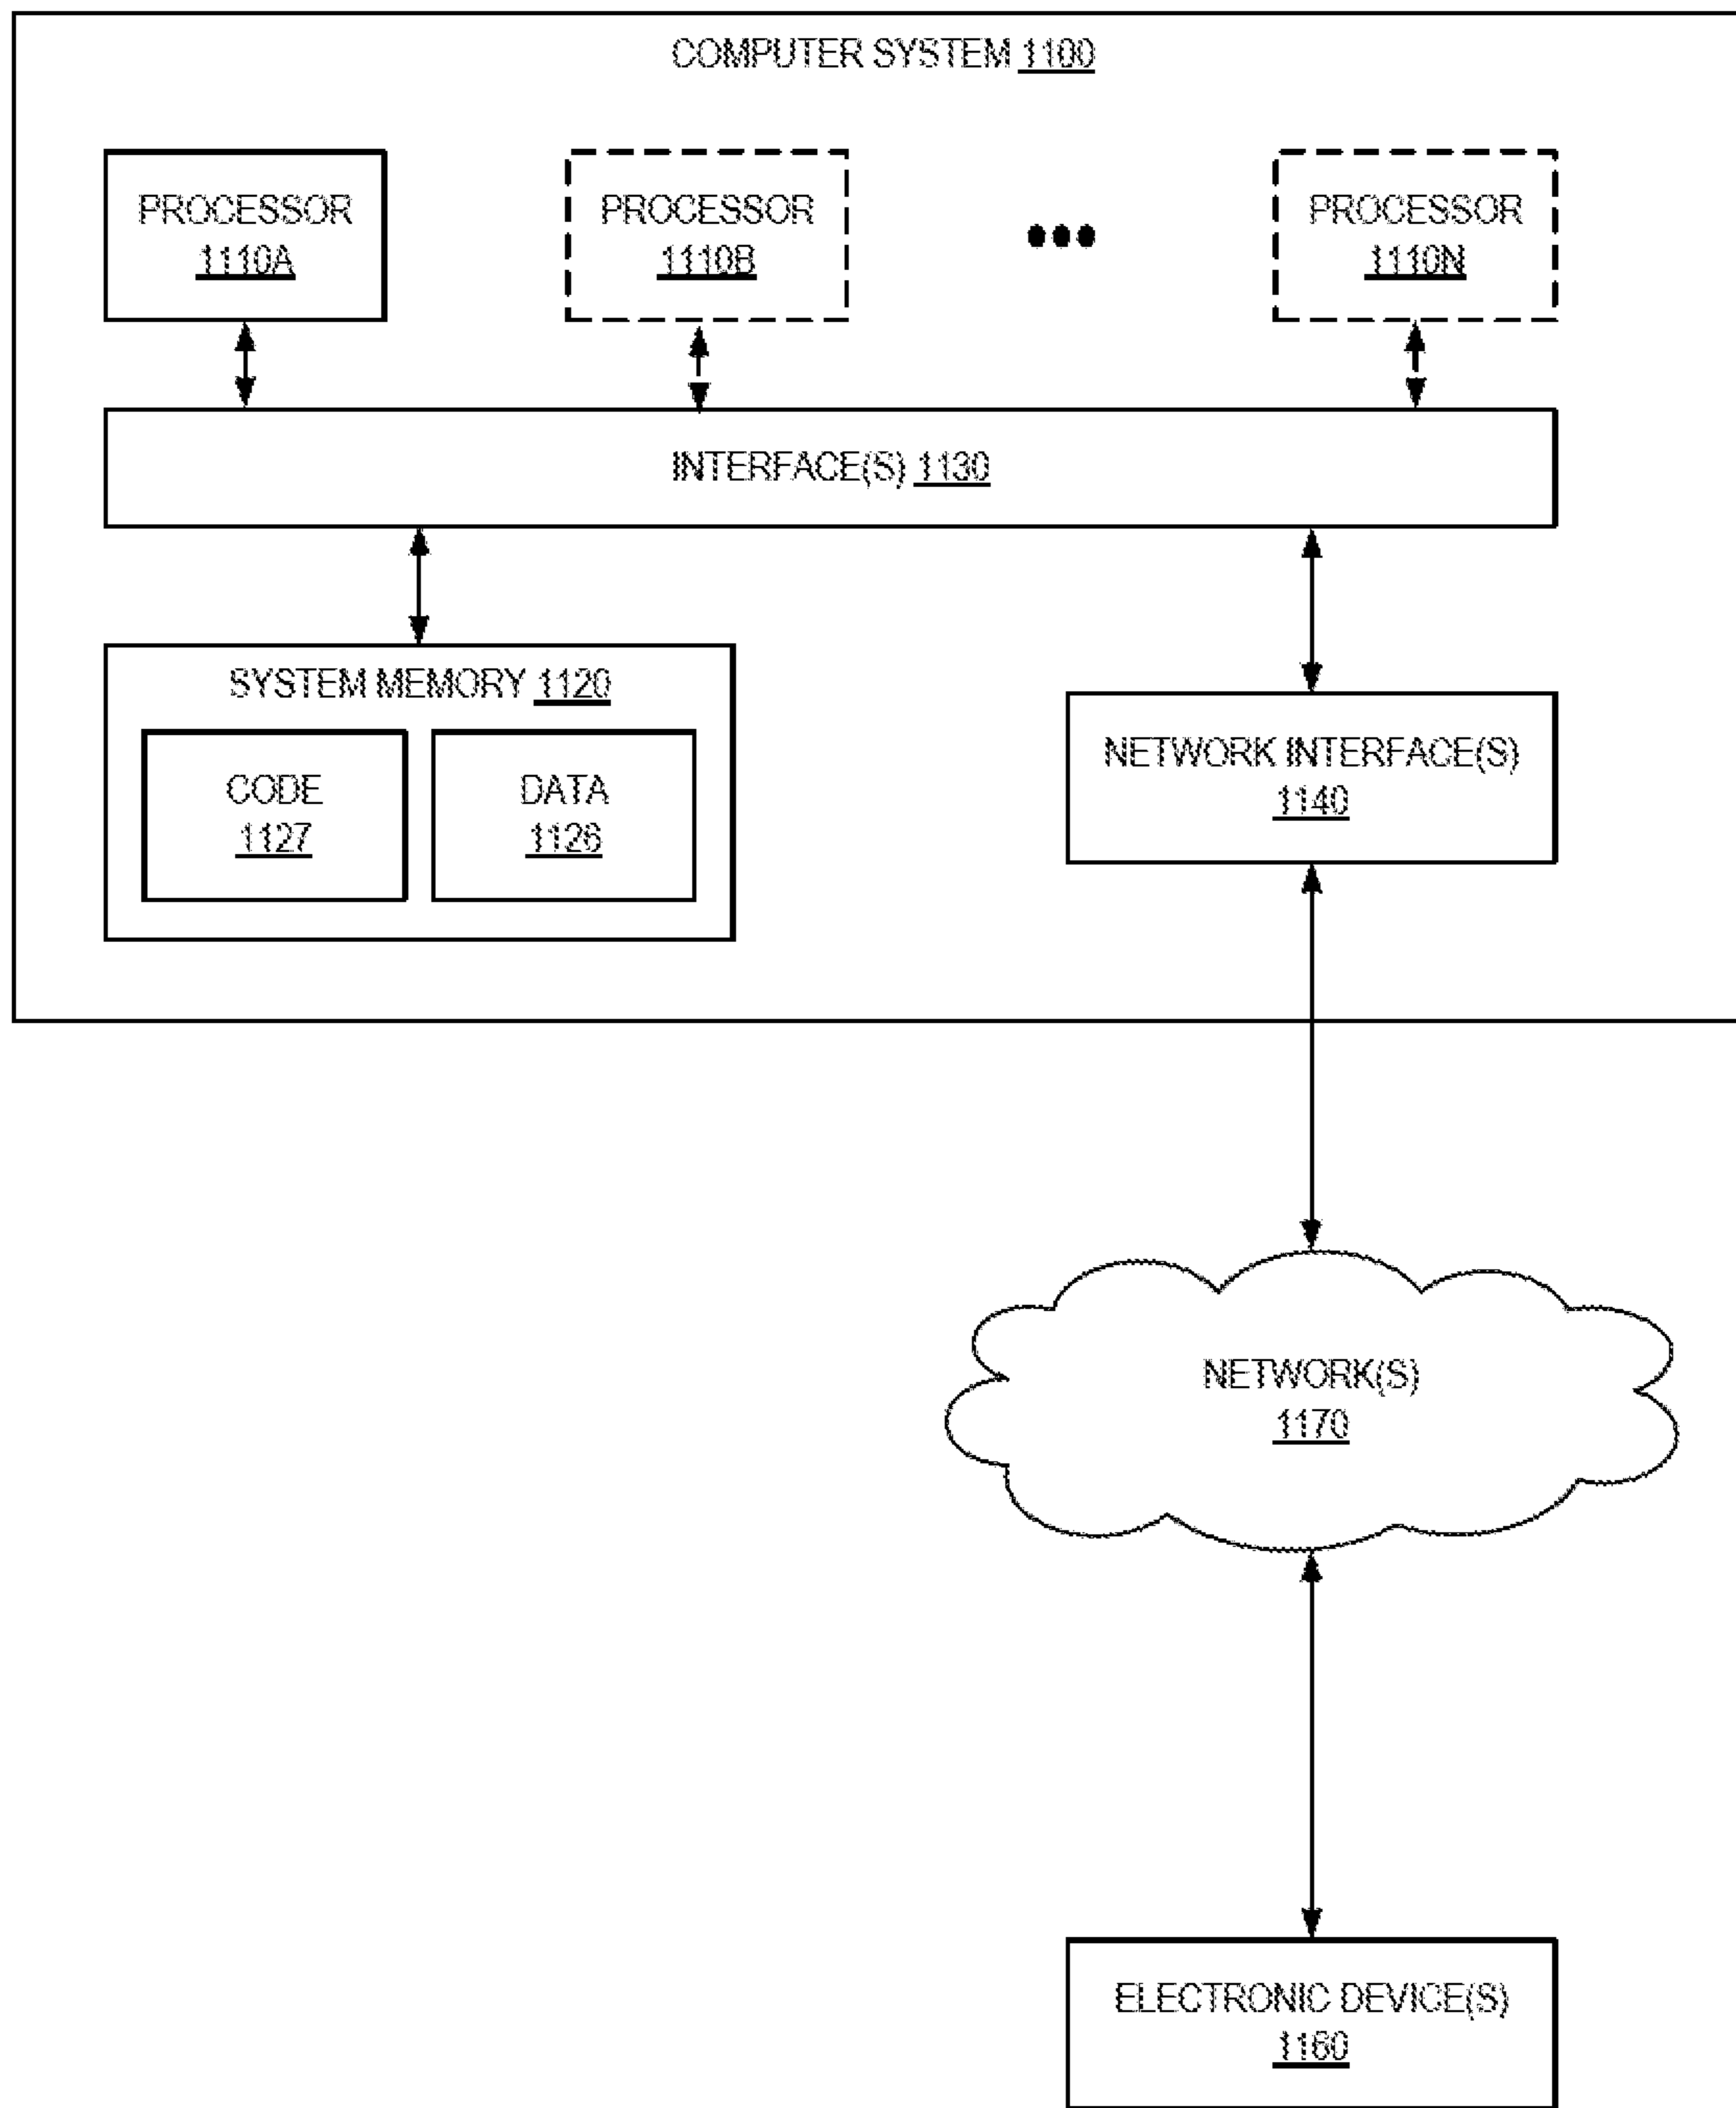 COMPUTER SYSTEM 1100
PROCESSOR
1110A
PROCESSOR
1110B
PROCESSOR
1110N
INTERFACE(S) 1130
SYSTEM MEMORY 1120
CODE
1127
DATA
1126
NETWORK INTERFACE(S)
1140
NETWORK(S)
1170
ELECTRONIC DEVICE(S)
1160